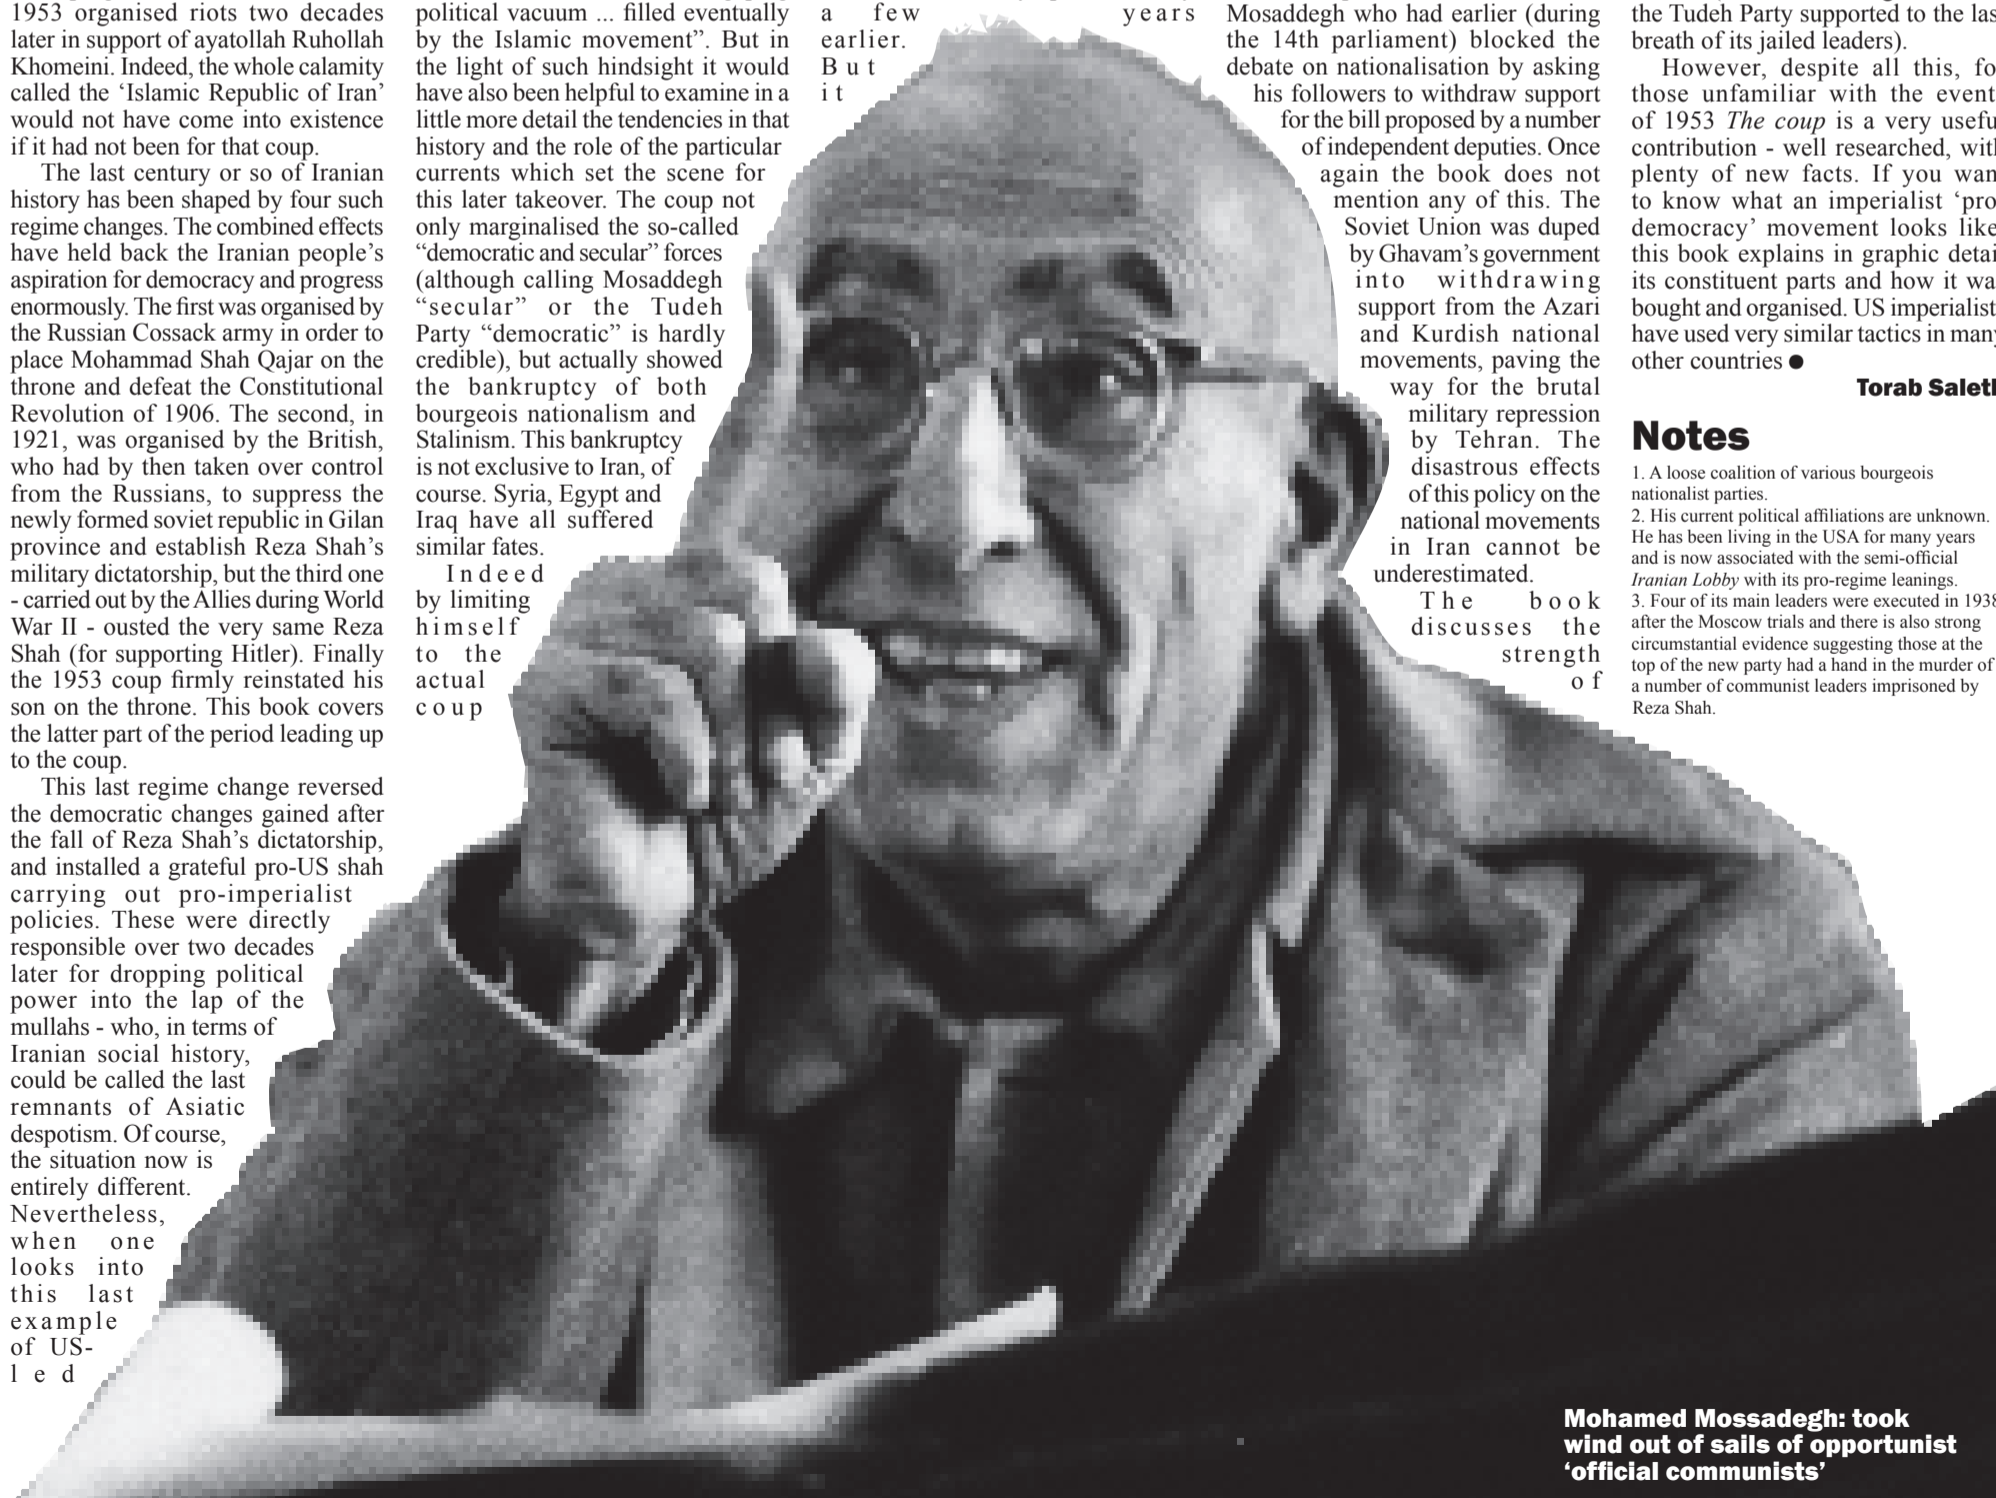 1953 organised riots two decades
later in support of ayatollah Ruhollah
Khomeini. Indeed, the whole calamity
called the ‘Islamic Republic of Iran’
would not have come into existence
if it had not been for that coup.
The last century or so of Iranian
history has been shaped by four such
regime changes. The combined effects
have held back the Iranian people’s
aspiration for democracy and progress
enormously. The first was organised by
the Russian Cossack army in order to
place Mohammad Shah Qajar on the
throne and defeat the Constitutional
Revolution of 1906. The second, in
1921, was organised by the British,
who had by then taken over control
from the Russians, to suppress the
newly formed soviet republic in Gilan
province and establish Reza Shah’s
military dictatorship, but the third one
- carried out by the Allies during World
War II - ousted the very same Reza
Shah (for supporting Hitler). Finally
the 1953 coup firmly reinstated his
son on the throne. This book covers
the latter part of the period leading up
to the coup.
This last regime change reversed
the democratic changes gained after
the fall of Reza Shah’s dictatorship,
and installed a grateful pro-US shah
carrying out pro-imperialist
policies. These were directly
responsible over two decades
later for dropping political
power into the lap of the
mullahs - who, in terms of
Iranian social history,
could be called the last
remnants of Asiatic
despotism. Of course,
the situation now is
entirely different.
Nevertheless,
when one
looks into
this last
example
of US-
led
political vacuum ... filled eventually
by the Islamic movement”. But in
the light of such hindsight it would
have also been helpful to examine in a
little more detail the tendencies in that
history and the role of the particular
currents which set the scene for
this later takeover. The coup not
only marginalised the so-called
“democratic and secular” forces
(although calling Mosaddegh
“secular” or the Tudeh
Party “democratic” is hardly
credible), but actually showed
the bankruptcy of both
bourgeois nationalism and
Stalinism. This bankruptcy
is not exclusive to Iran, of
course. Syria, Egypt and
Iraq have all suffered
similar fates.
Indeed
by limiting
himself
to the
actual
coup
a few years
earlier.
But
it
Mosaddegh who had earlier (during
the 14th parliament) blocked the
debate on nationalisation by asking
his followers to withdraw support
for the bill proposed by a number
of independent deputies. Once
again the book does not
mention any of this. The
Soviet Union was duped
by Ghavam’s government
into withdrawing
support from the Azari
and Kurdish national
movements, paving the
way for the brutal
military repression
by Tehran. The
disastrous effects
of this policy on the
national movements
in Iran cannot be
underestimated.
The book
discusses the
strength
of
the Tudeh Party supported to the las
breath of its jailed leaders).
However, despite all this, fo
those unfamiliar with the event
of 1953 The coup is a very usefu
contribution - well researched, wit
plenty of new facts. If you wan
to know what an imperialist ‘pro
democracy’ movement looks like
this book explains in graphic detai
its constituent parts and how it wa
bought and organised. US imperialist
have used very similar tactics in many
other countries ●
Torab Saleth
Notes
1. A loose coalition of various bourgeois
nationalist parties.
2. His current political affiliations are unknown.
He has been living in the USA for many years
and is now associated with the semi-official
Iranian Lobby with its pro-regime leanings.
3. Four of its main leaders were executed in 1938
after the Moscow trials and there is also strong
circumstantial evidence suggesting those at the
top of the new party had a hand in the murder of
a number of communist leaders imprisoned by
Reza Shah.
Mohamed Mossadegh: took
wind out of sails of opportunist
‘official communists’